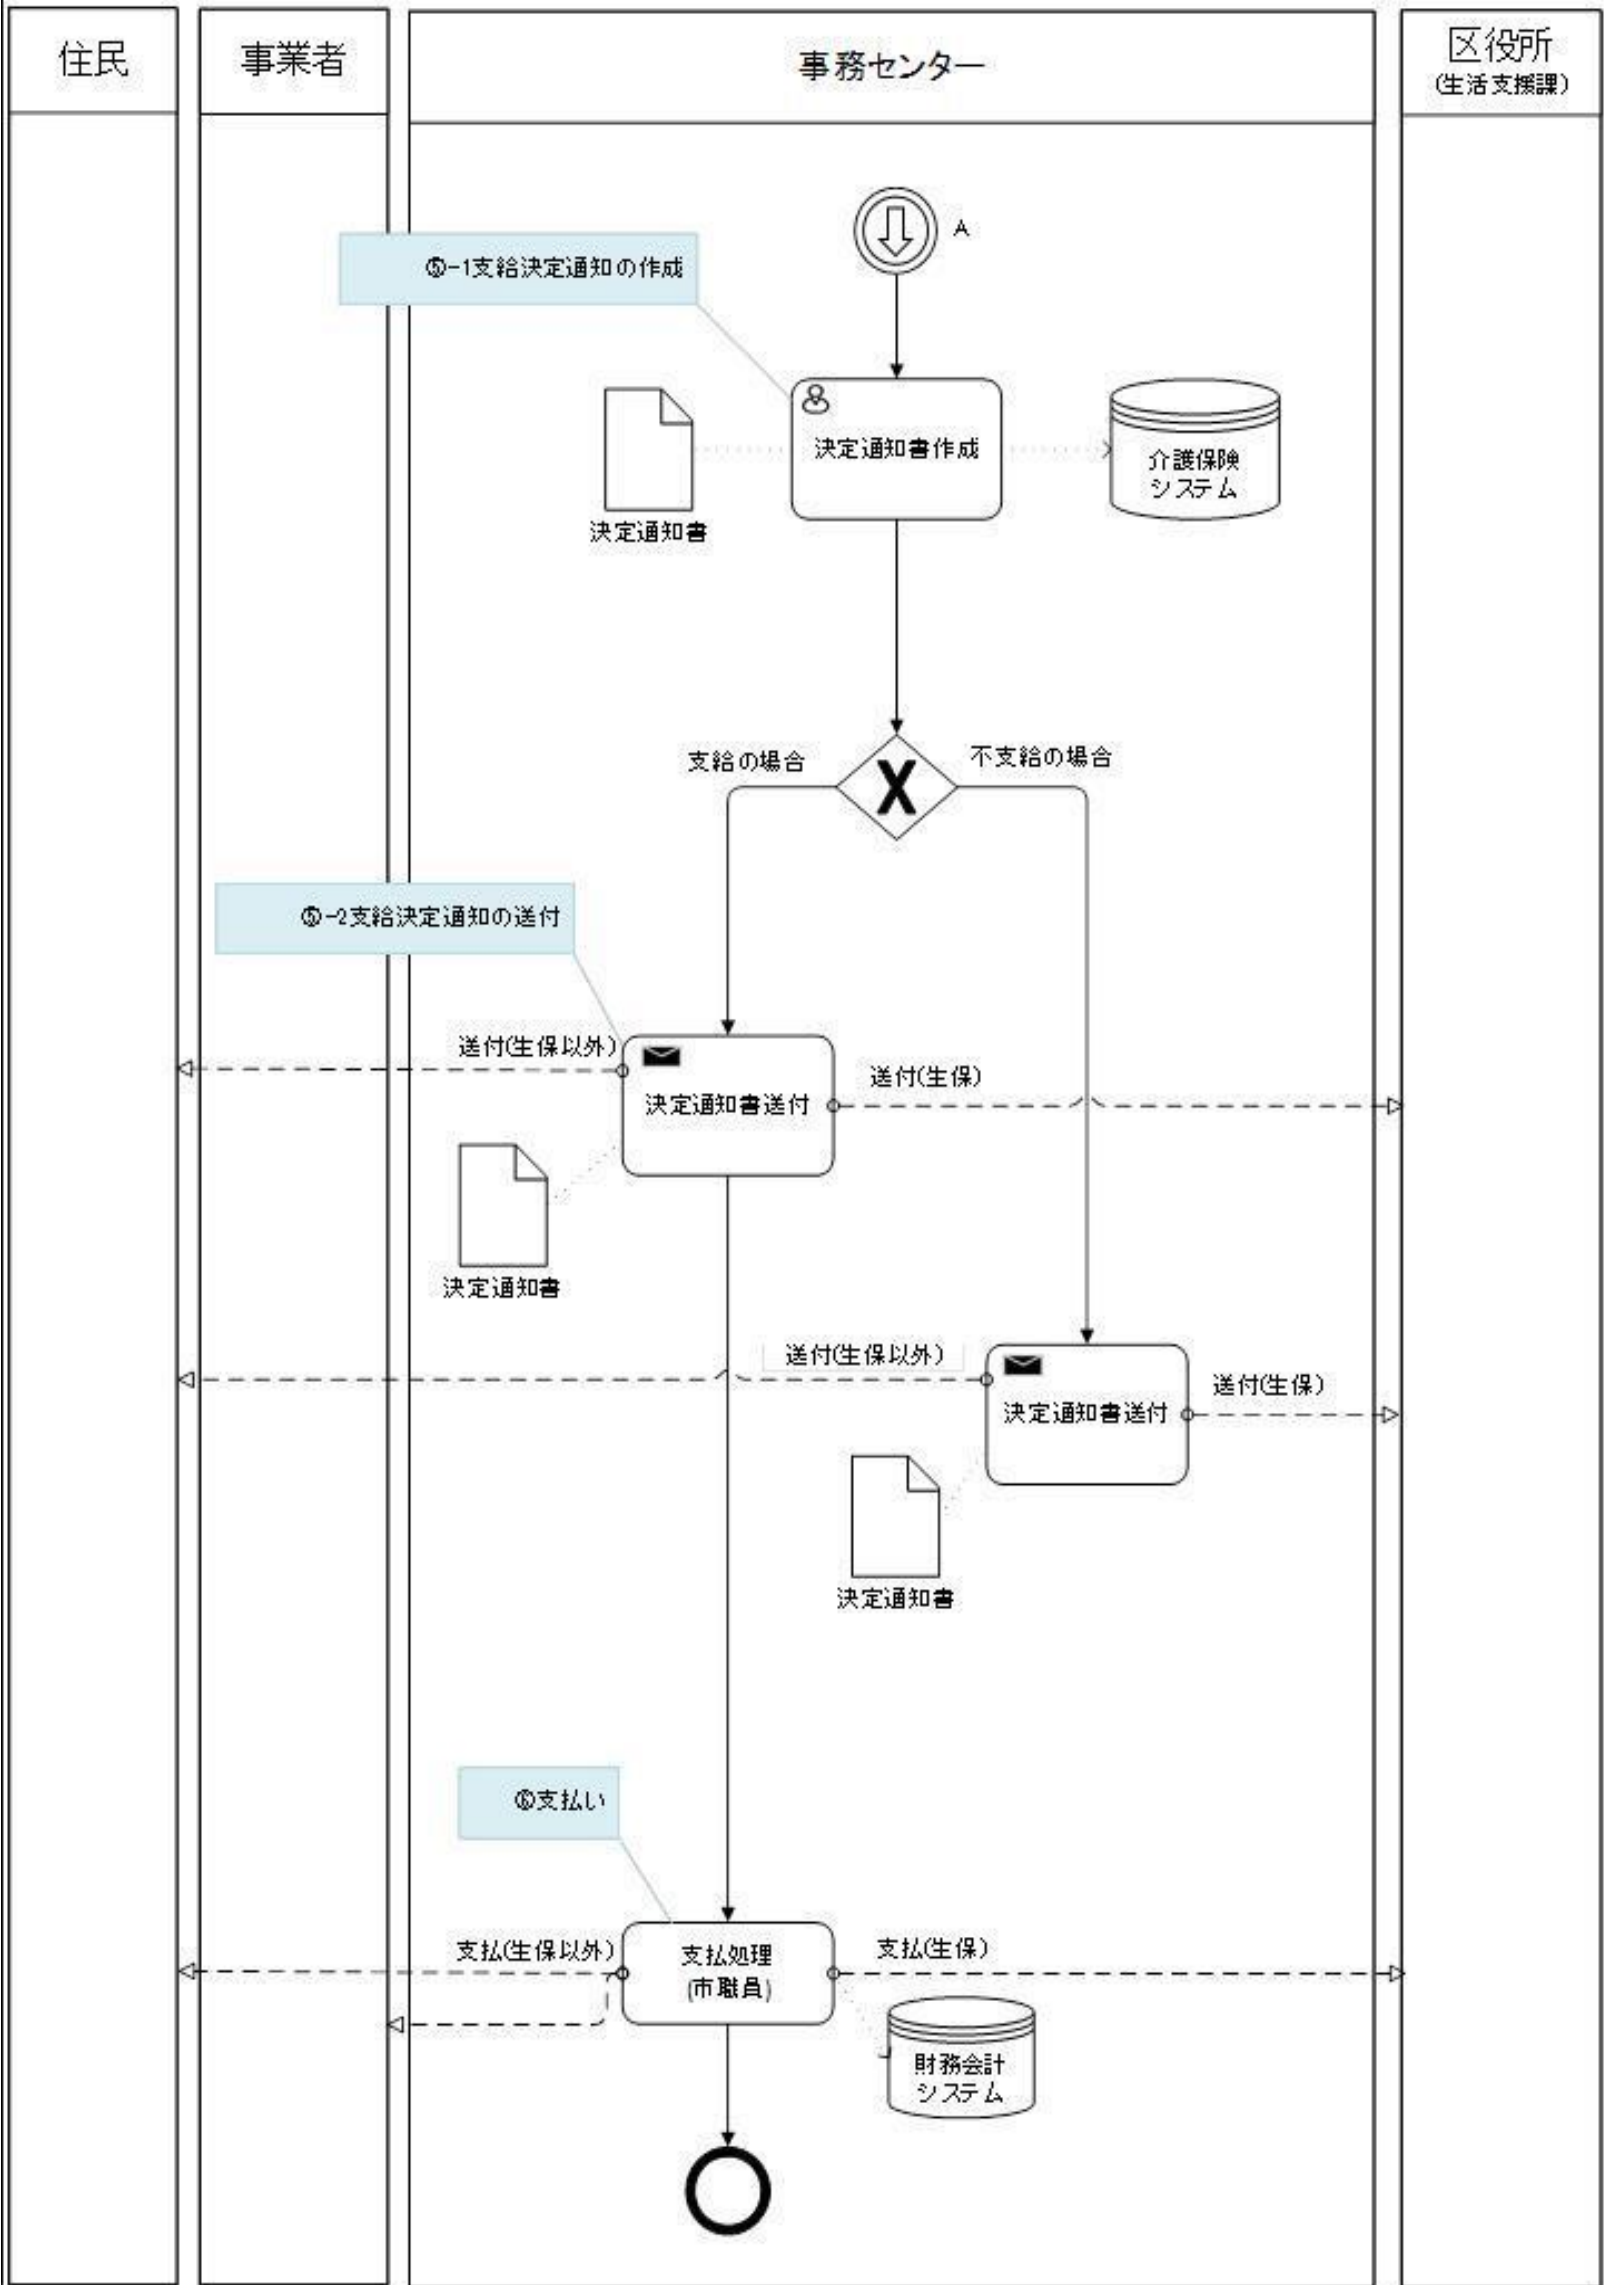 住民
事業者
事務センター
区役所
(生活支援課)
A
⑤-1支給決定通知の作成
決定通知書作成
介護保険
システム
決定通知書
支給の場合
不支給の場合
X
⑤-2支給決定通知の送付
送付(生保以外)
決定通知書送付
送付(生保)
決定通知書
送付(生保以外)
決定通知書送付
送付(生保)
決定通知書
⑥支払い
支払(生保以外)
支払処理
(市職員)
支払(生保)
財務会計
システム